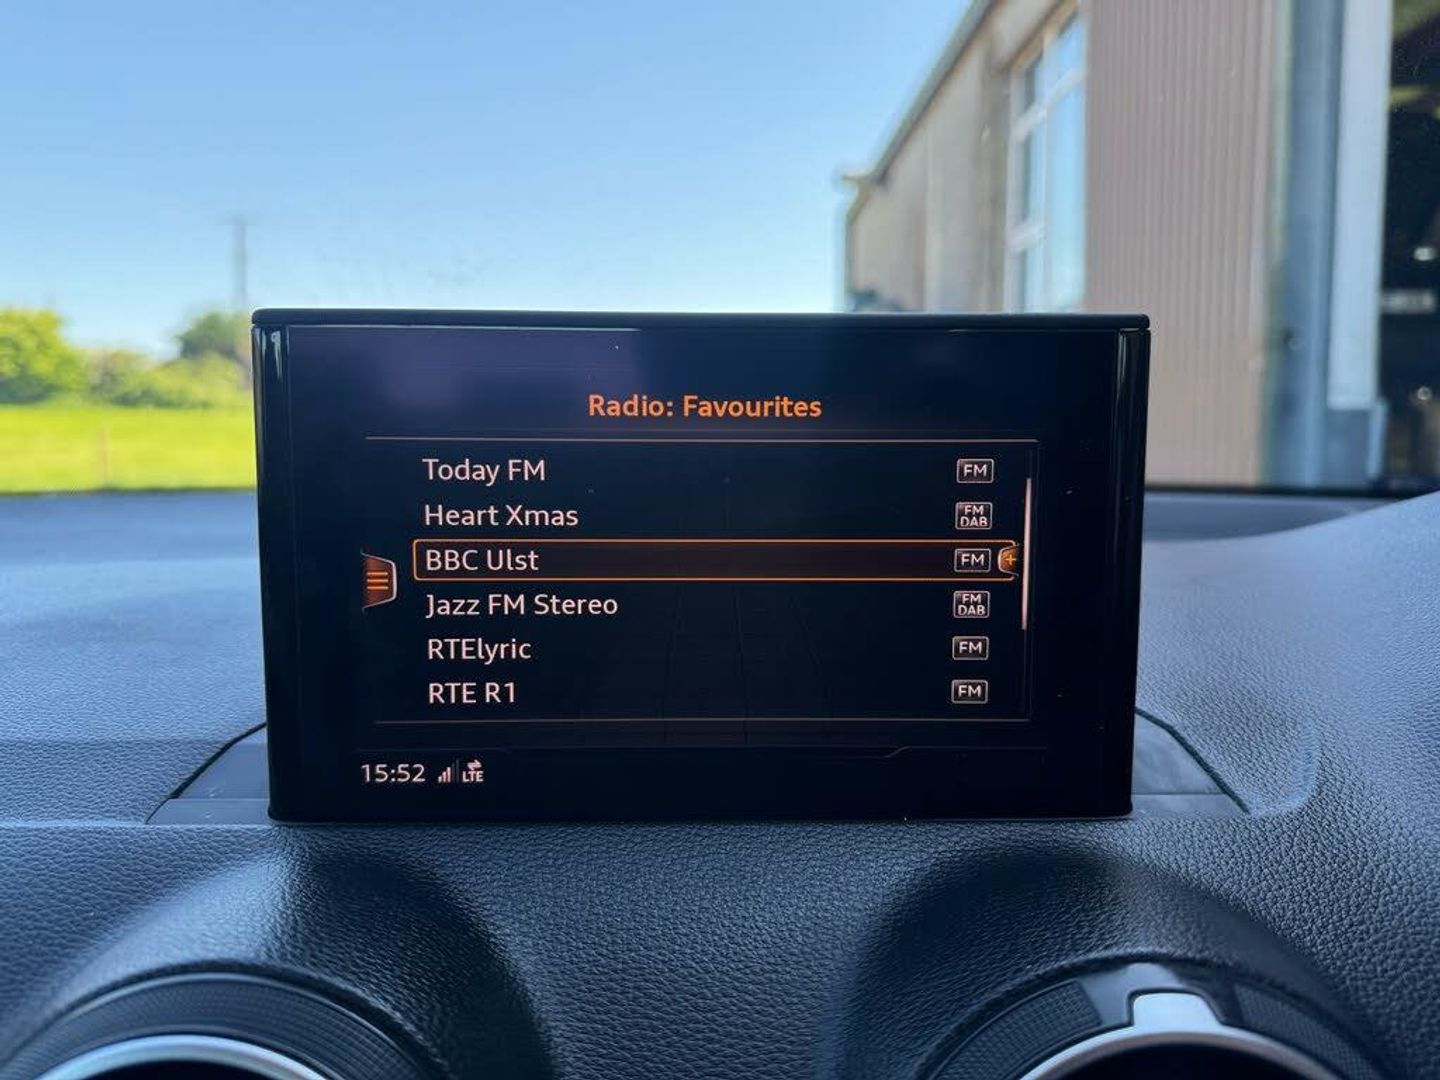 Radio: Favourites
Today FM FM
Heart Xmas FM DAB
BBC Ulst FM +
Jazz FM Stereo FM DAB
RTElyric FM
RTE R1 FM
15:52 LTE